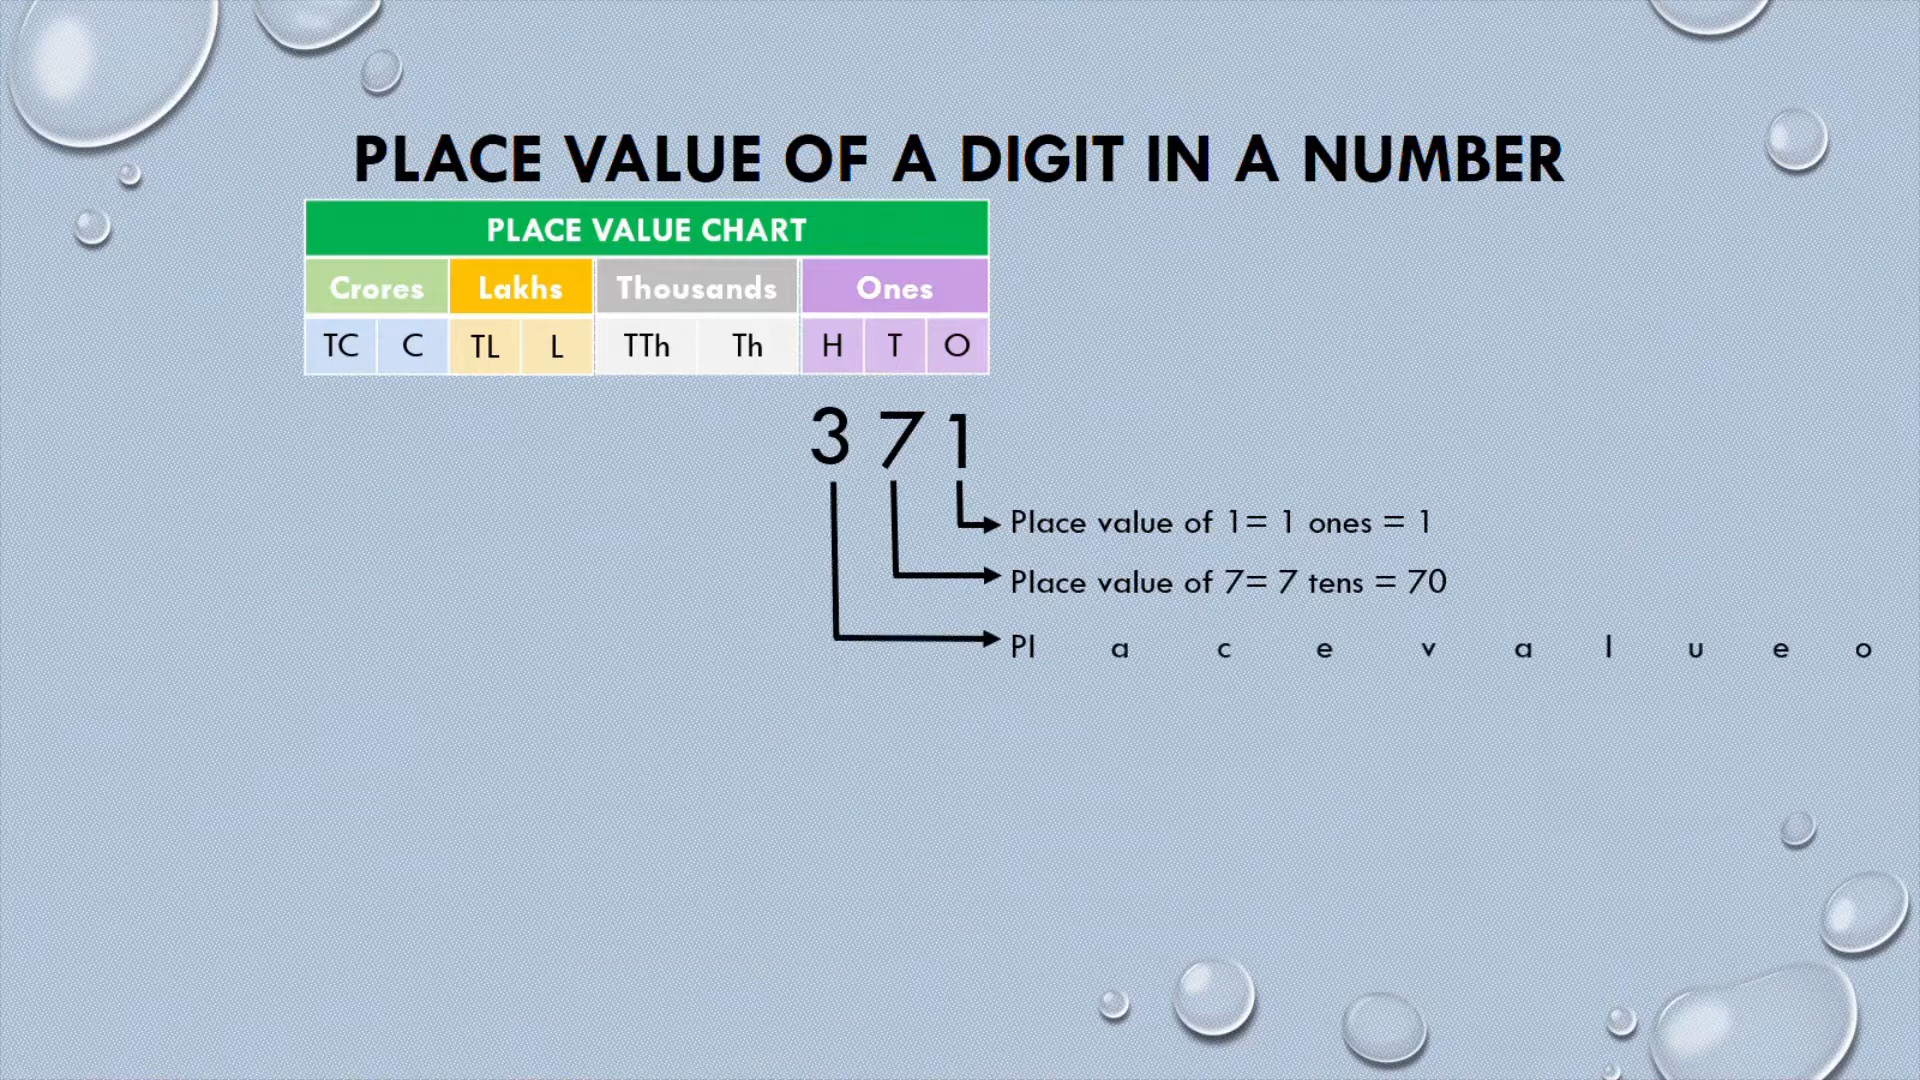 PLACE VALUE OF A DIGIT IN A NUMBER
PLACE VALUE CHART
Crores Lakhs Thousands Ones
TC C TL L TTh Th H T O
3 7 1
Place value of 1= 1 ones = 1
Place value of 7= 7 tens = 70
Pl a c e v a l u e o